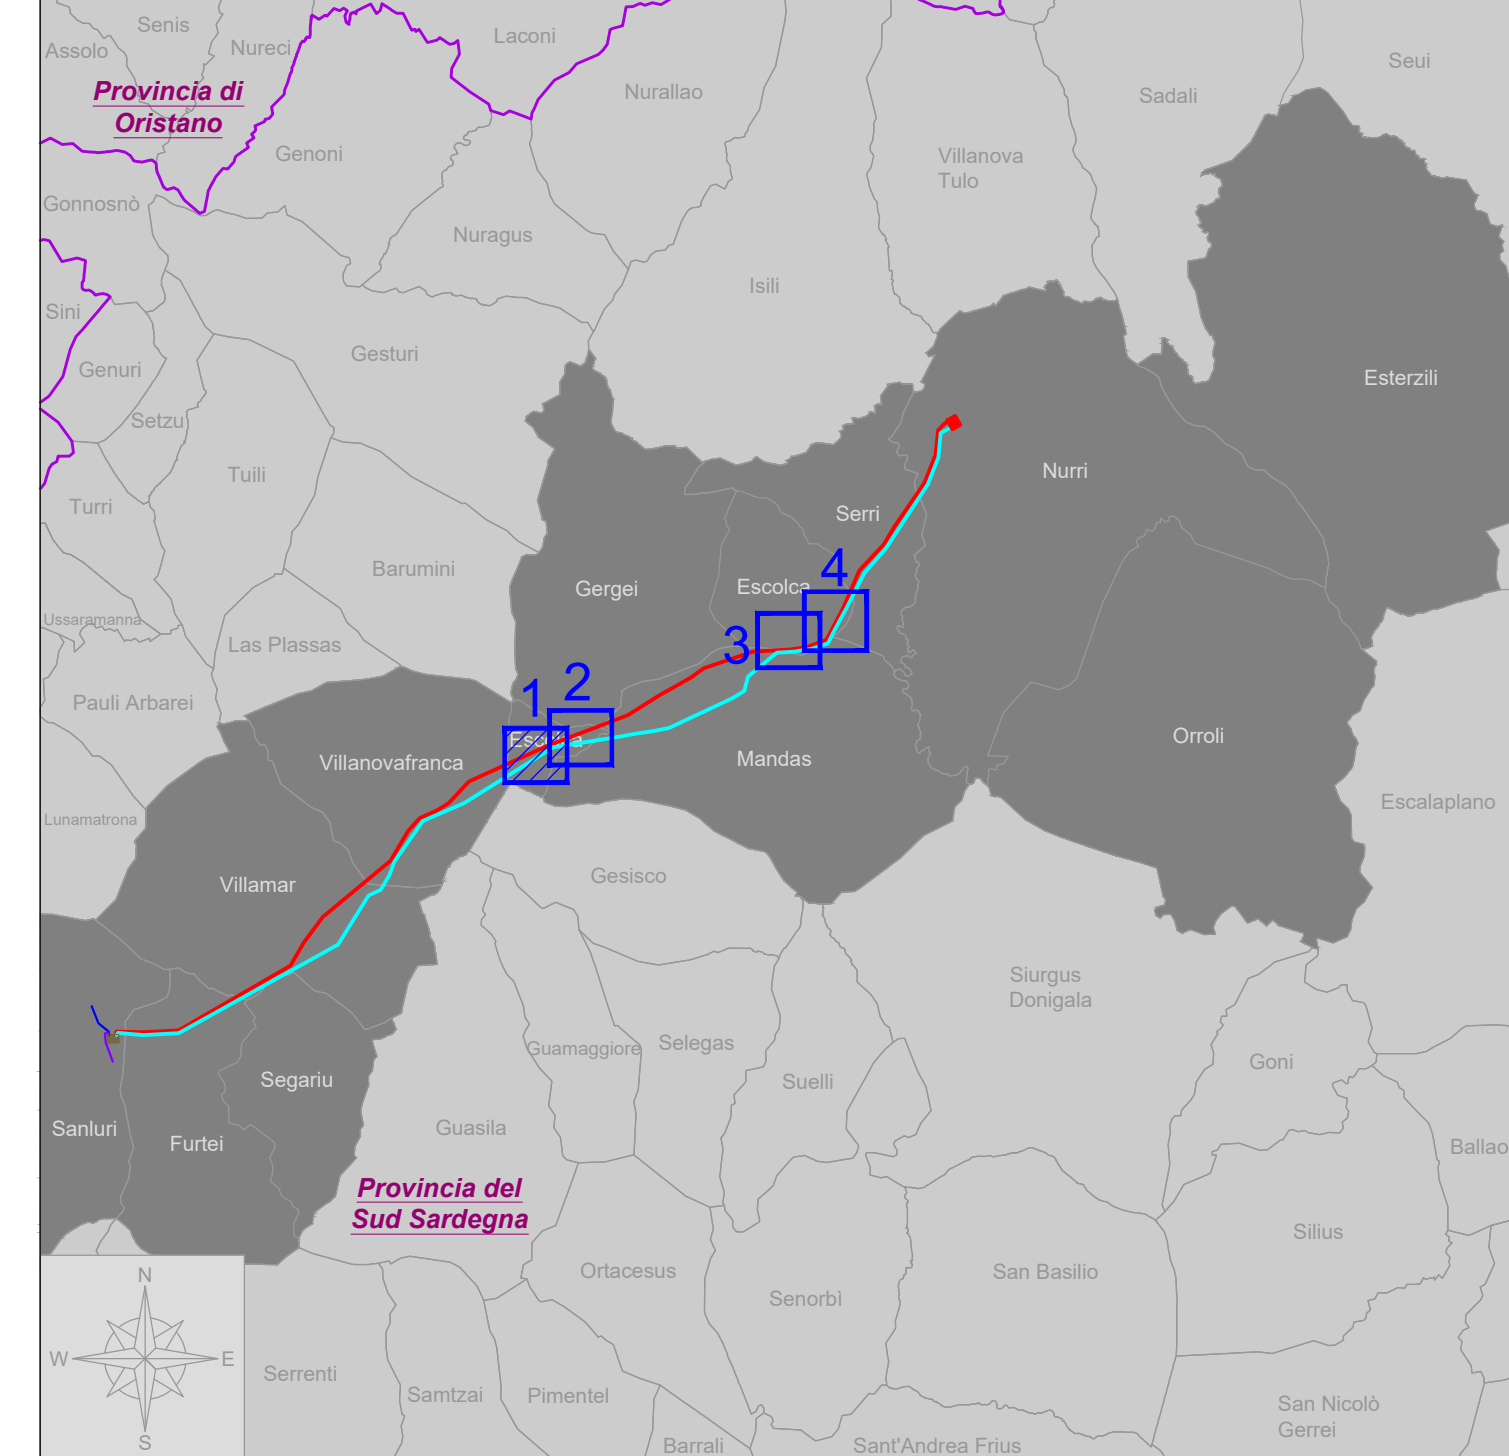 Senis
Assolo
Nureci
Laconi
Seui
Provincia di
Oristano
Nurallao
Sadali
Genoni
Villanova
Tulo
Gonnosnò
Nuragus
Isili
Sini
Gesturi
Genuri
Esterzili
Setzu
Tuili
Nurri
Turri
Serri
Barumini
4
Gergei
Escolca
Ussaramanna
Las Plassas
3
Pauli Arbarei
1
2
Escolca
Orroli
Villanovafranca
Mandas
Escalaplano
Lunamatrona
Gesisco
Villamar
Siurgus
Donigala
Guamaggiore
Selegas
Goni
Segariu
Suelli
Sanluri
Guasila
Furtei
Ballao
Provincia del
Sud Sardegna
Silius
Ortacesus
San Basilio
N
Senorbì
W
E
Serrenti
Samtzai
Pimentel
San Nicolò
Gerrei
S
Barrali
Sant'Andrea Frius